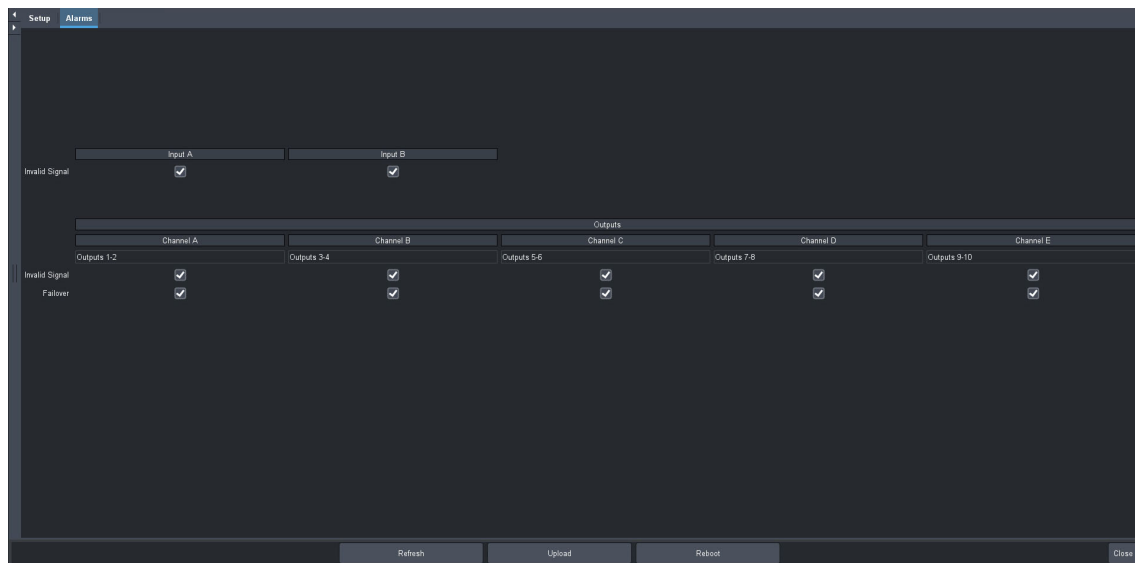 Setup Alarms
Input A Input B
Invalid Signal
Outputs
Channel A Channel B Channel C Channel D Channel E
Outputs 1-2 Outputs 3-4 Outputs 5-6 Outputs 7-8 Outputs 9-10
Invalid Signal
Failover
Refresh Upload Reboot Close